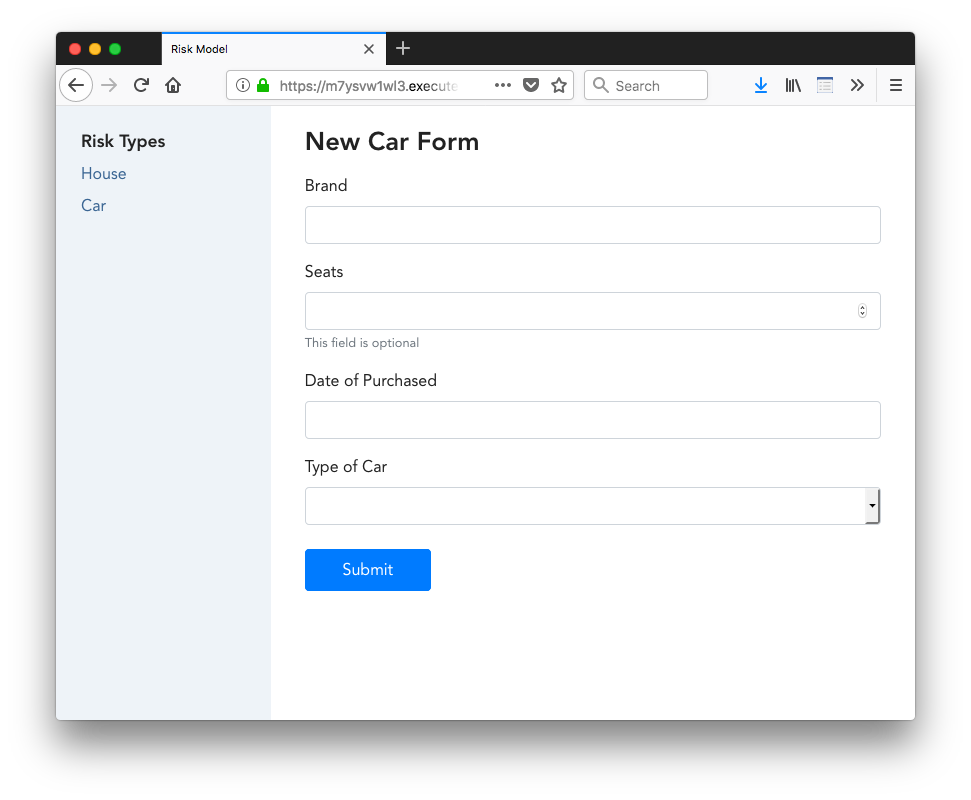 Risk Model
https://m7ysvw1wl3.execute
Search
Risk Types
House
Car
New Car Form
Brand
Seats
This field is optional
Date of Purchased
Type of Car
Submit